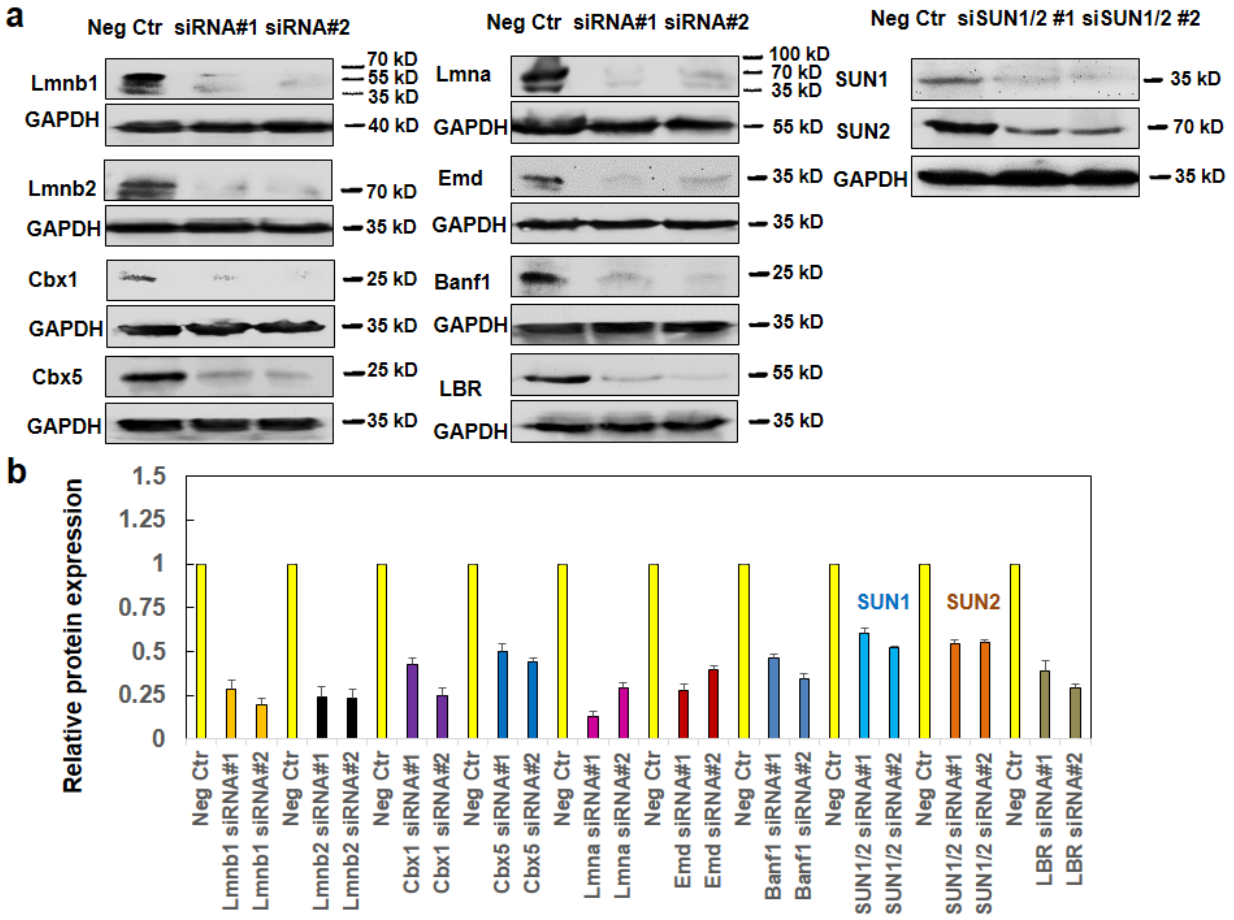 a
Neg Ctr siRNA#1 siRNA#2
Lmnb1
70 kD
55 kD
35 kD
GAPDH
40 kD
Lmnb2
70 kD
GAPDH
35 kD
Cbx1
25 kD
GAPDH
35 kD
Cbx5
25 kD
GAPDH
35 kD
Neg Ctr siRNA#1 siRNA#2
Lmna
100 kD
70 kD
35 kD
GAPDH
55 kD
Emd
35 kD
GAPDH
35 kD
Banf1
25 kD
GAPDH
35 kD
LBR
55 kD
GAPDH
35 kD
Neg Ctr siSUN1/2 #1 siSUN1/2 #2
SUN1
35 kD
SUN2
70 kD
GAPDH
35 kD
b
Relative protein expression
1.5
1.25
1
0.75
0.5
0.25
0
SUN1
SUN2
Neg Ctr
Lmnb1 siRNA#1
Lmnb1 siRNA#2
Neg Ctr
Lmnb2 siRNA#1
Lmnb2 siRNA#2
Neg Ctr
Cbx1 siRNA#1
Cbx1 siRNA#2
Neg Ctr
Cbx5 siRNA#1
Cbx5 siRNA#2
Neg Ctr
Lmna siRNA#1
Lmna siRNA#2
Neg Ctr
Emd siRNA#1
Emd siRNA#2
Neg Ctr
Banf1 siRNA#1
Banf1 siRNA#2
Neg Ctr
SUN1/2 siRNA#1
SUN1/2 siRNA#2
Neg Ctr
SUN1/2 siRNA#1
SUN1/2 siRNA#2
Neg Ctr
LBR siRNA#1
LBR siRNA#2